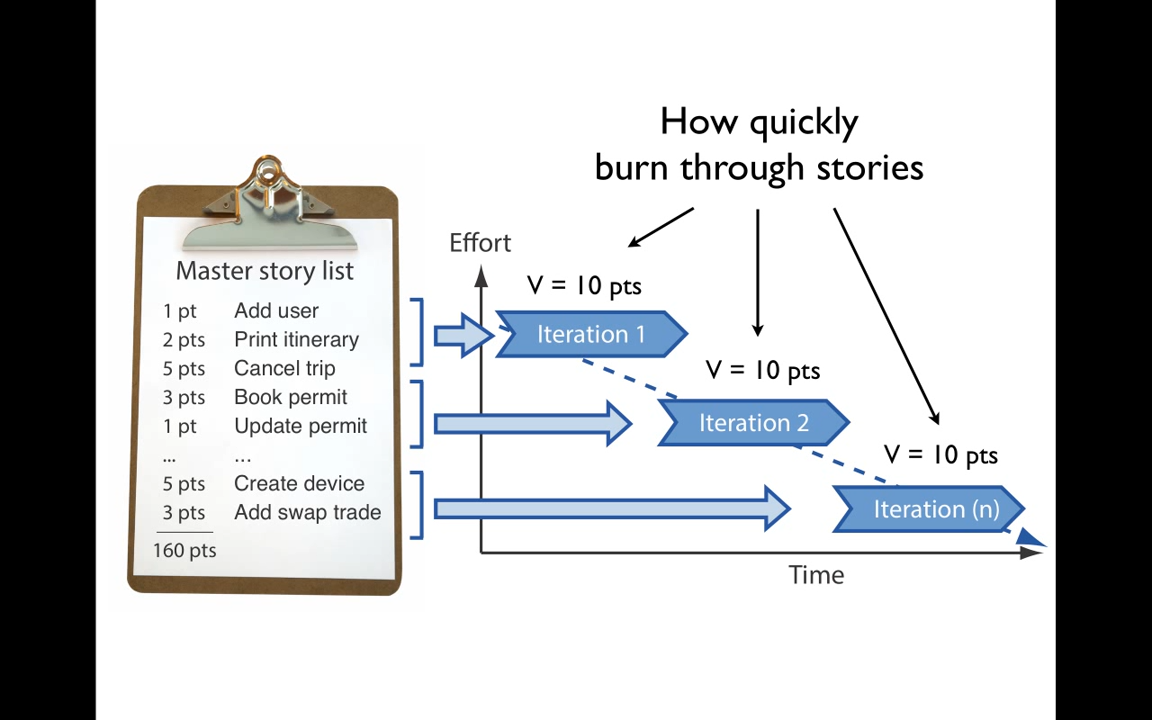 How quickly
burn through stories
Master story list
1 pt Add user
2 pts Print itinerary
5 pts Cancel trip
3 pts Book permit
1 pt Update permit
... ...
5 pts Create device
3 pts Add swap trade
160 pts
Effort
V = 10 pts
Iteration 1
V = 10 pts
Iteration 2
V = 10 pts
Iteration (n)
Time